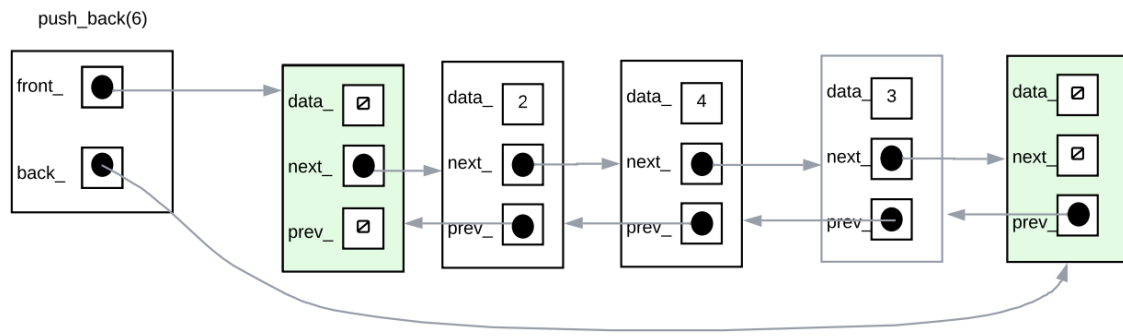 push_back(6)
front_
back_
data_
next_
prev_
data_ 2
next_
prev_
data_ 4
next_
prev_
data_ 3
next_
prev_
data_
next_
prev_